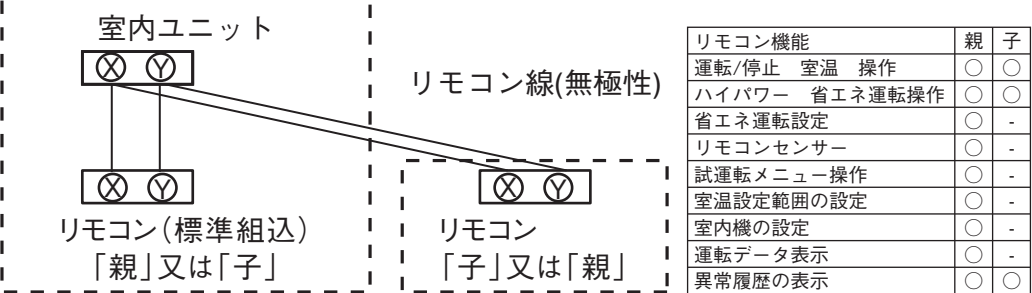 室内ユニット
X Y
X Y
リモコン(標準組込)
「親」又は「子」
リモコン線(無極性)
X Y
リモコン
「子」又は「親」
リモコン機能 親 子
運転/停止 室温 操作 ○ ○
ハイパワー 省エネ運転操作 ○ ○
省エネ運転設定 ○ -
リモコンセンサー ○ -
試運転メニュー操作 ○ -
室温設定範囲の設定 ○ -
室内機の設定 ○ -
運転データ表示 ○ -
異常履歴の表示 ○ ○